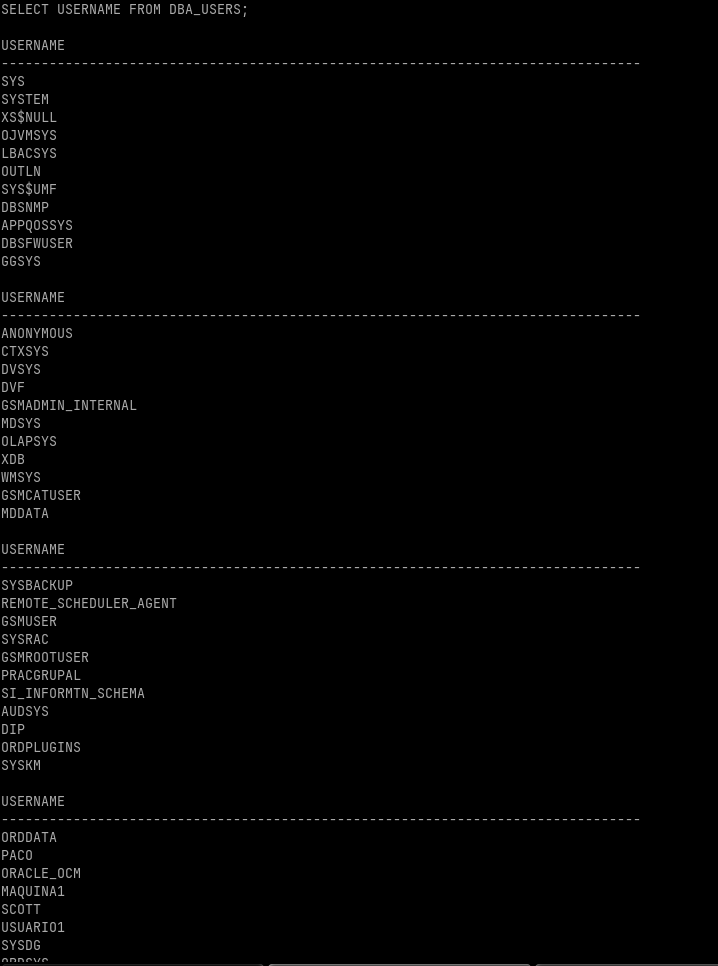 SELECT USERNAME FROM DBA_USERS;
USERNAME
--------------------------------------------------------------------------------
SYS
SYSTEM
XS$NULL
OJVMSYS
LBACSYS
OUTLN
SYS$UMF
DBSNMP
APPQOSSYS
DBSFWUSER
GGSYS
USERNAME
--------------------------------------------------------------------------------
ANONYMOUS
CTXSYS
DVSYS
DVF
GSMADMIN_INTERNAL
MDSYS
OLAPSYS
XDB
WMSYS
GSMCATUSER
MDDATA
USERNAME
--------------------------------------------------------------------------------
SYSBACKUP
REMOTE_SCHEDULER_AGENT
GSMUSER
SYSRAC
GSMROOTUSER
PRACGRUPAL
SI_INFORMTN_SCHEMA
AUDSYS
DIP
ORDPLUGINS
SYSKM
USERNAME
--------------------------------------------------------------------------------
ORDDATA
PACO
ORACLE_OCM
MAQUINA1
SCOTT
USUARIO1
SYSDG